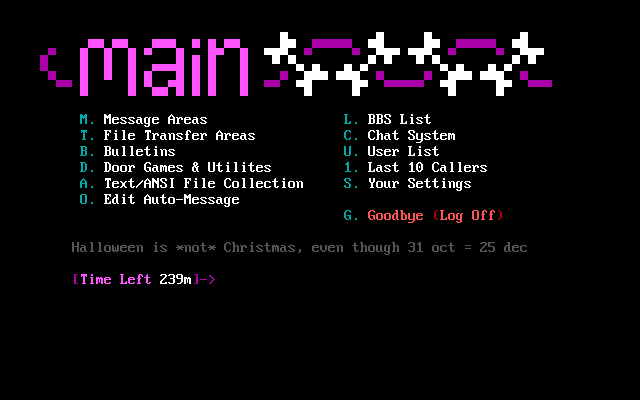 main
M. Message Areas
T. File Transfer Areas
B. Bulletins
D. Door Games & Utilites
A. Text/ANSI File Collection
O. Edit Auto-Message
L. BBS List
C. Chat System
U. User List
1. Last 10 Callers
S. Your Settings
G. Goodbye (Log Off)
Halloween is *not* Christmas, even though 31 oct = 25 dec
[Time Left 239m]->